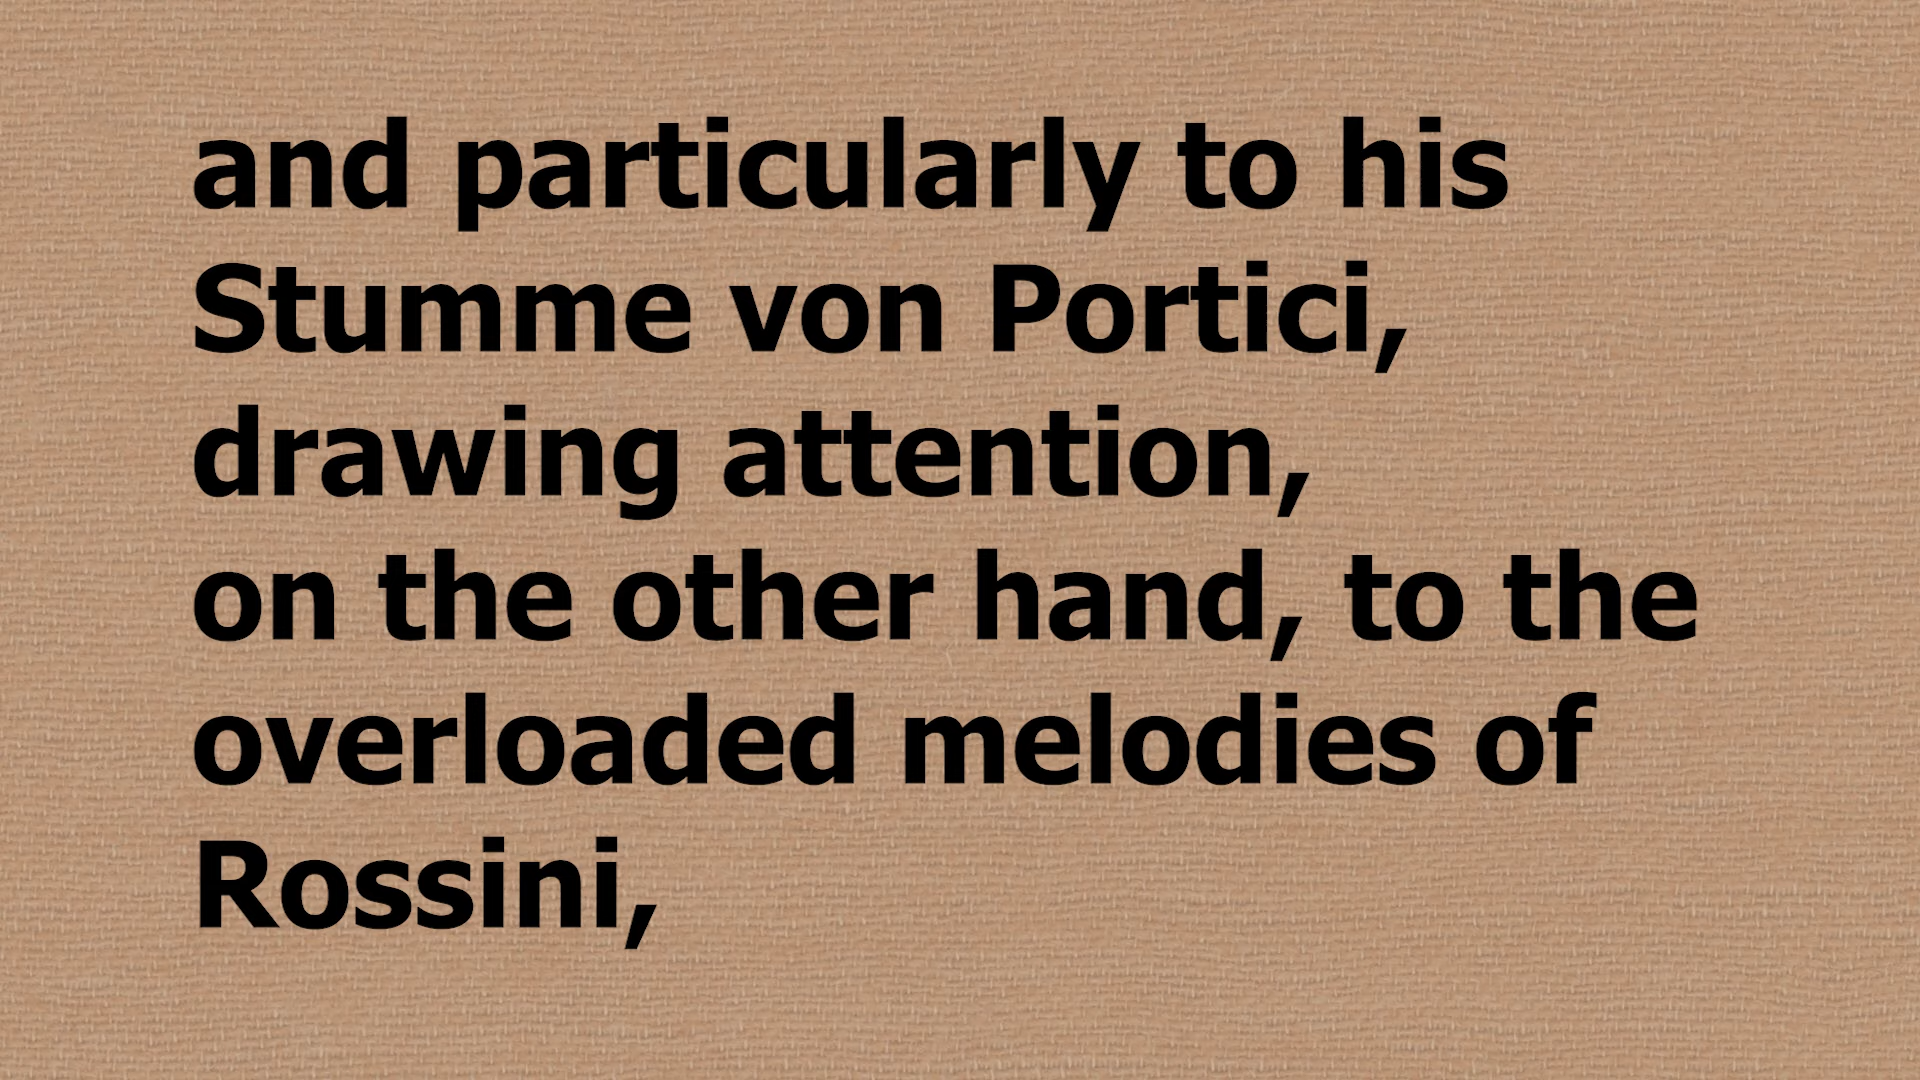 and particularly to his
Stumme von Portici,
drawing attention,
on the other hand, to the
overloaded melodies of
Rossini,